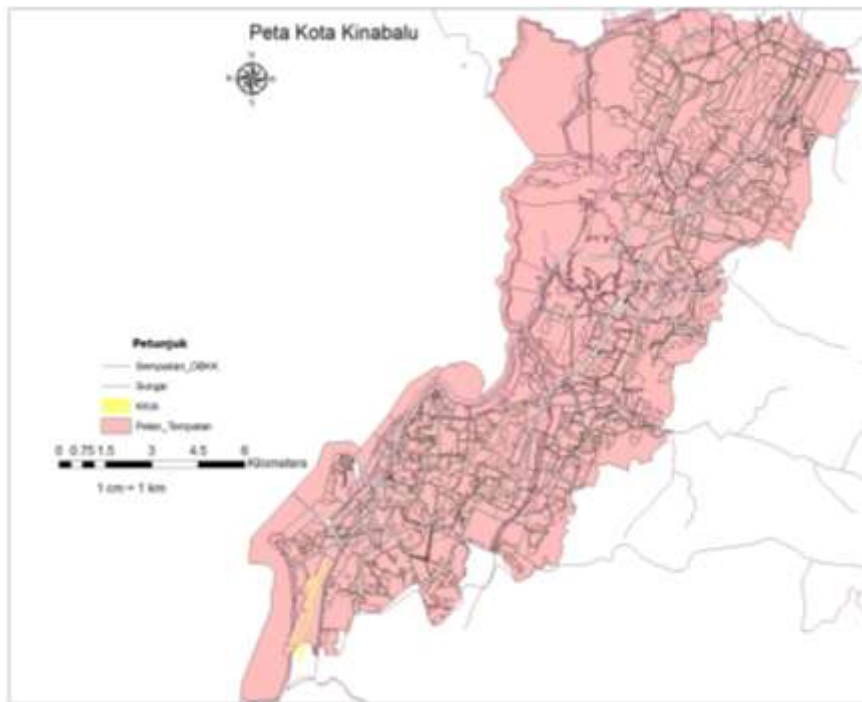 Peta Kota Kinabalu
Petunjuk
Sempadan_DBKK
Sungai
Pelan_Tempatan
0 0.75 1.5 3 4.5 6
Kilometers
1 cm = 1 km